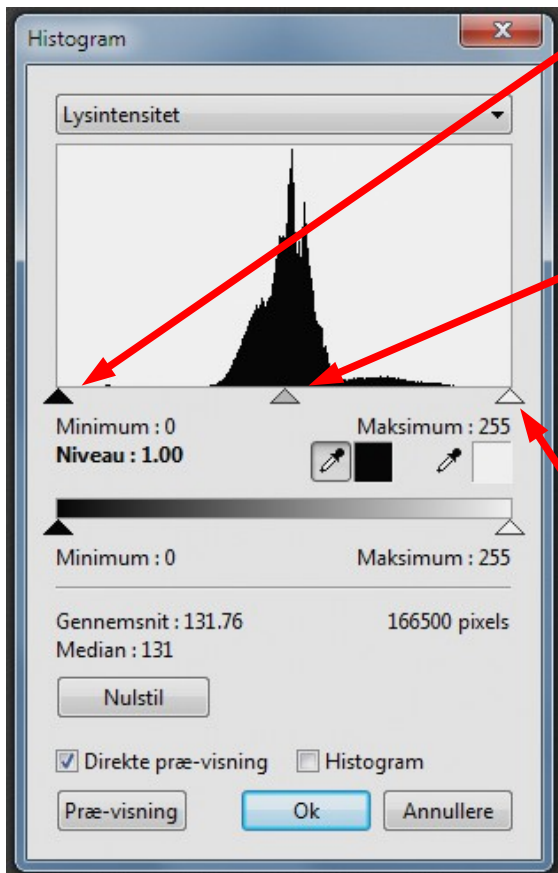 Histogram
Lysintensitet
Minimum : 0 Maksimum : 255
Niveau : 1.00
Minimum : 0 Maksimum : 255
Gennemsnit : 131.76 166500 pixels
Median : 131
Nulstil
Direkte præ-visning Histogram
Præ-visning Ok Annullere